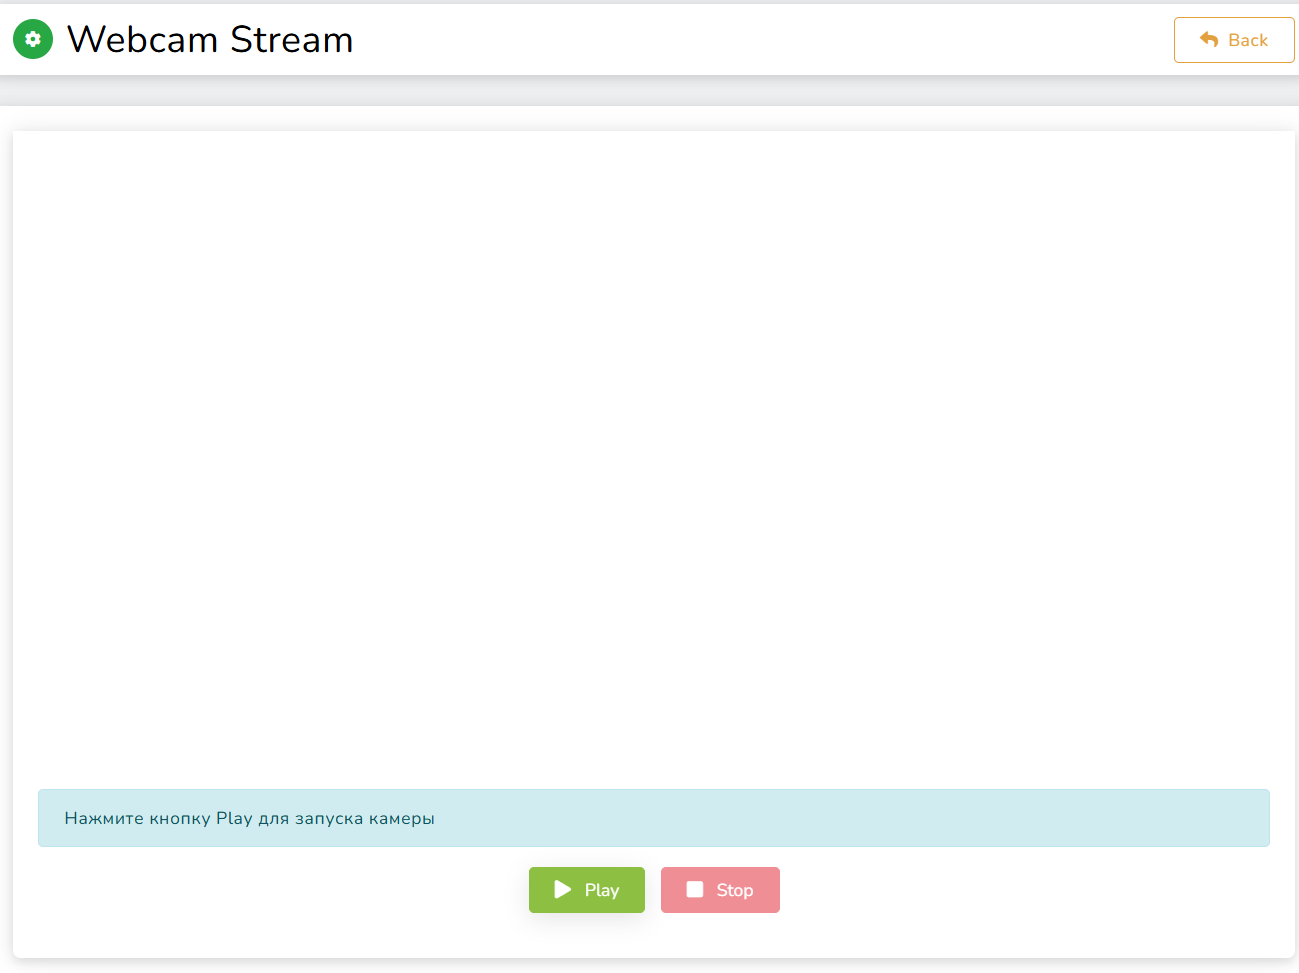 Webcam Stream
Back
Нажмите кнопку Play для запуска камеры
Play
Stop